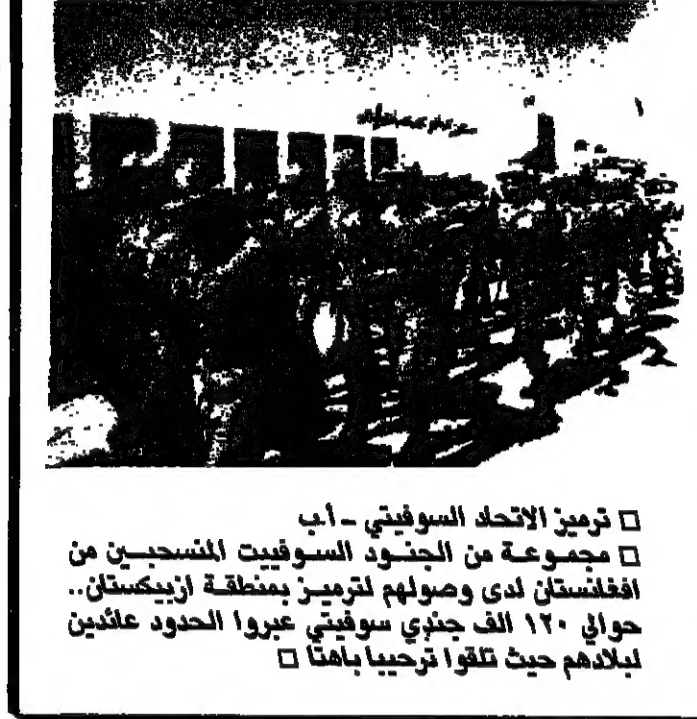 □ ترميز الاتحاد السوفيتي ـ أ.ب
□ مجموعة من الجنود السوفييت المنسحبين من
افغانستان لدى وصولهم لترميز بمنطقة ازبيكستان..
حوالي ١٢٠ الف جندي سوفيتي عبروا الحدود عائدين
لبلادهم حيث تلقوا ترحيبا باهتا □